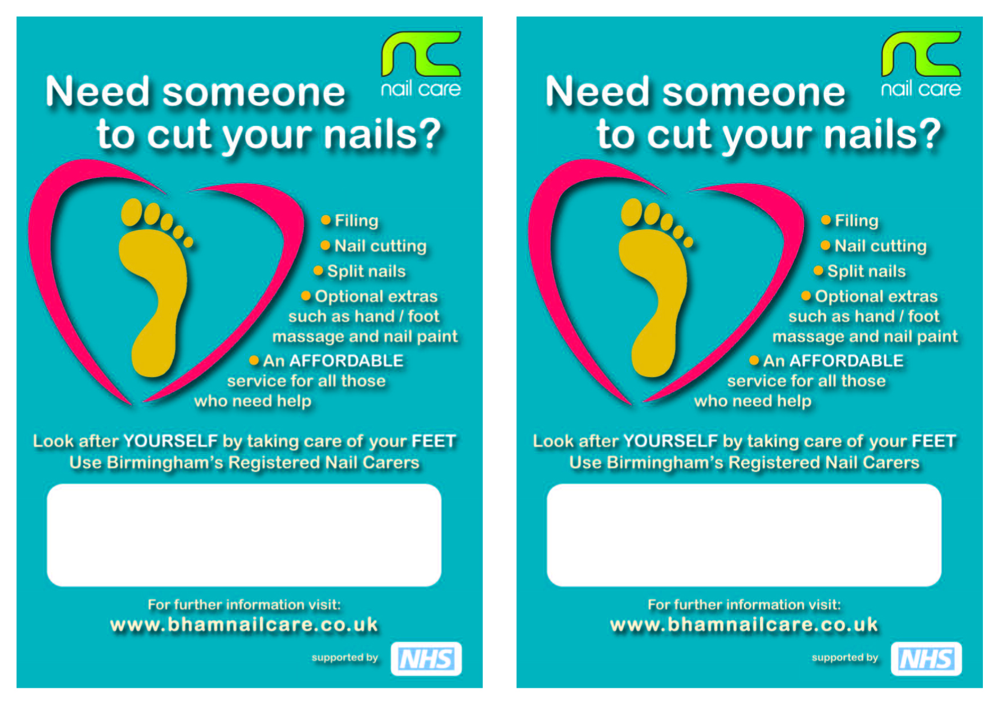 nc
nail care
Need someone
to cut your nails?
Filing
Nail cutting
Split nails
Optional extras
such as hand / foot
massage and nail paint
An AFFORDABLE
service for all those
who need help
Look after YOURSELF by taking care of your FEET
Use Birmingham's Registered Nail Carers
For further information visit:
www.bhamnailcare.co.uk
supported by NHS
nc
nail care
Need someone
to cut your nails?
Filing
Nail cutting
Split nails
Optional extras
such as hand / foot
massage and nail paint
An AFFORDABLE
service for all those
who need help
Look after YOURSELF by taking care of your FEET
Use Birmingham's Registered Nail Carers
For further information visit:
www.bhamnailcare.co.uk
supported by NHS